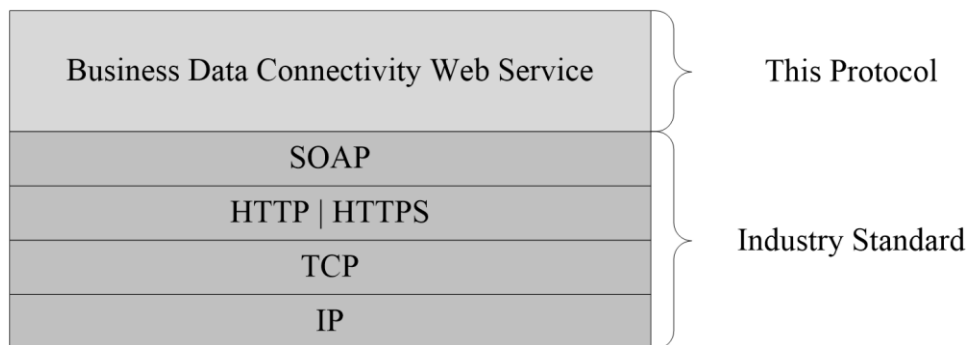 Business Data Connectivity Web Service
This Protocol
SOAP
HTTP | HTTPS
TCP
IP
Industry Standard